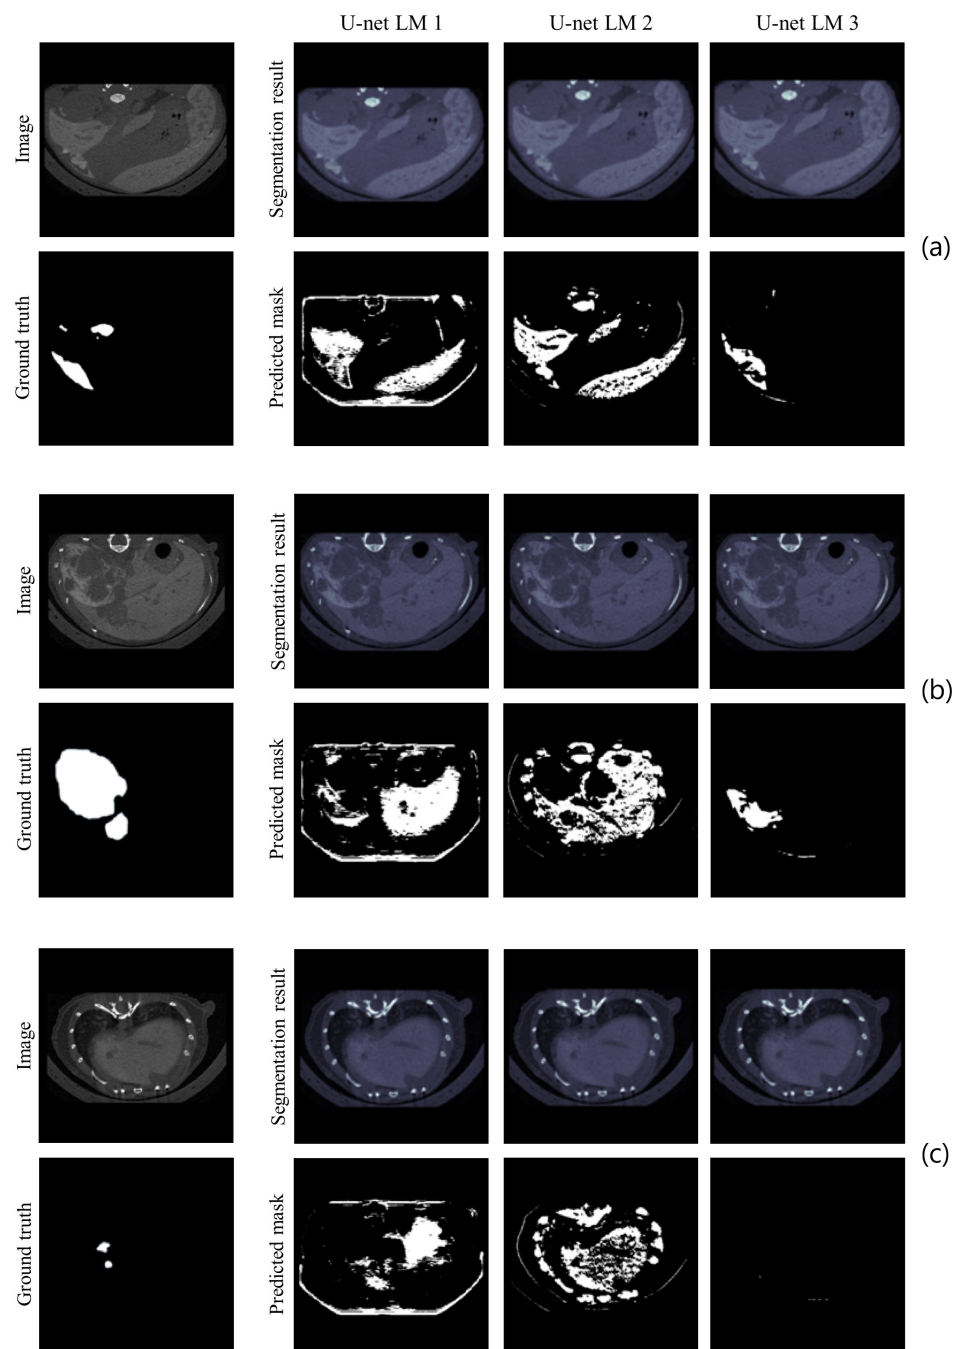 U-net LM 1 U-net LM 2 U-net LM 3
Image
Segmentation result
(a)
Ground truth
Predicted mask
Image
Segmentation result
(b)
Ground truth
Predicted mask
Image
Segmentation result
(c)
Ground truth
Predicted mask